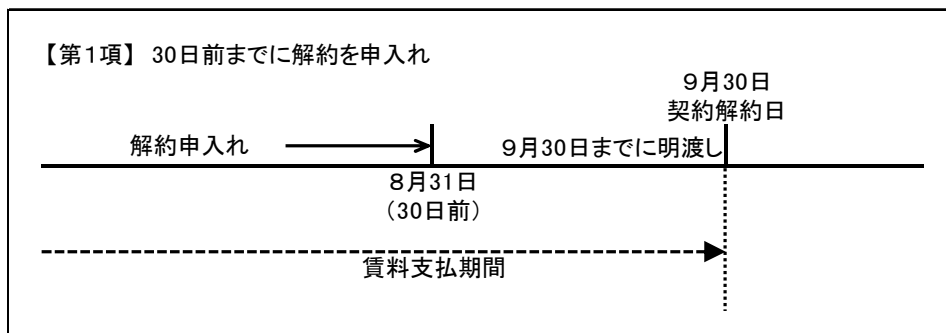 【第１項】 30日前までに解約を申入れ
９月30日
契約解約日
解約申入れ
９月30日までに明渡し
８月31日
（30日前）
賃料支払期間